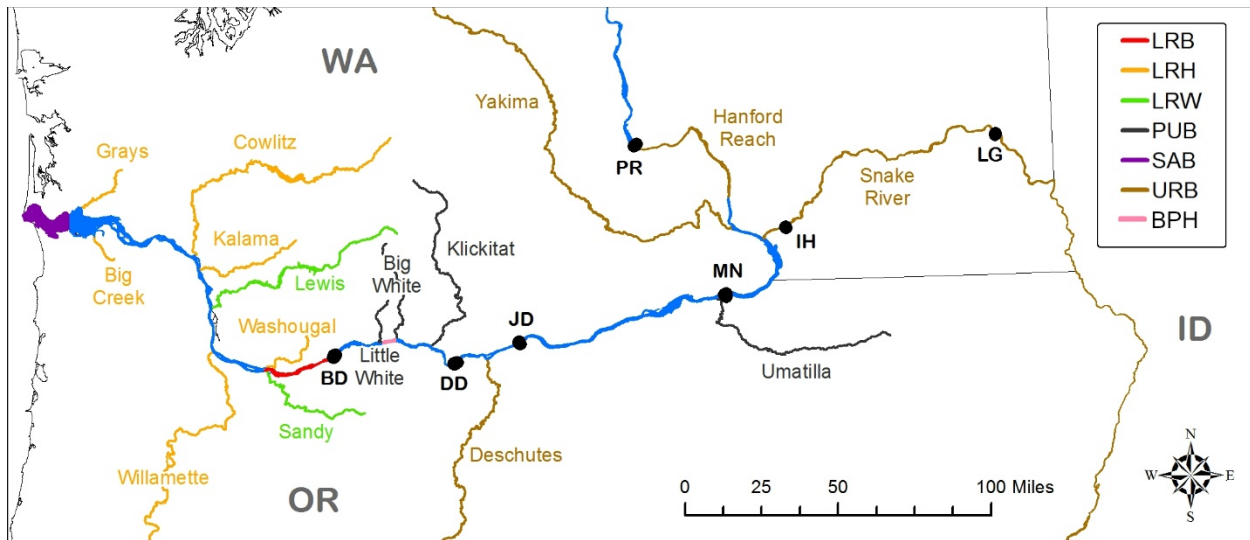 WA
Yakima
Hanford
Reach
PR
LG
Snake
River
IH
Grays
Cowlitz
Kalama
Big
Creek
Lewis
Klickitat
Big
White
MN
ID
Washougal
JD
BD
Little
White
DD
Umatilla
Sandy
Deschutes
Willamette
OR
LRB
LRH
LRW
PUB
SAB
URB
BPH
0 25 50 100 Miles
N
W E
S